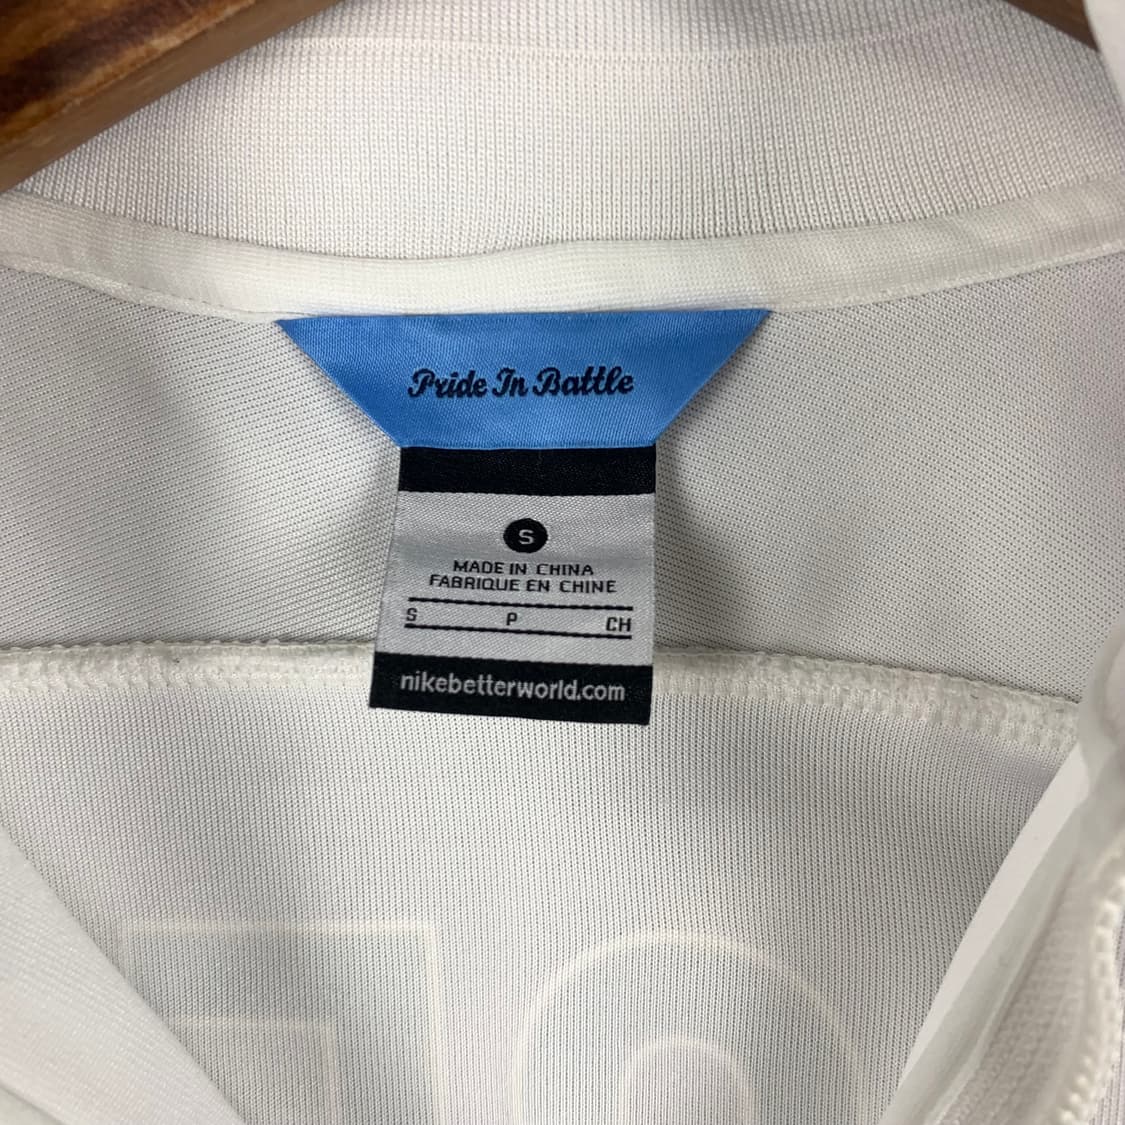 Pride In Battle
S
MADE IN CHINA
FABRIQUE EN CHINE
S P CH
nikebetterworld.com